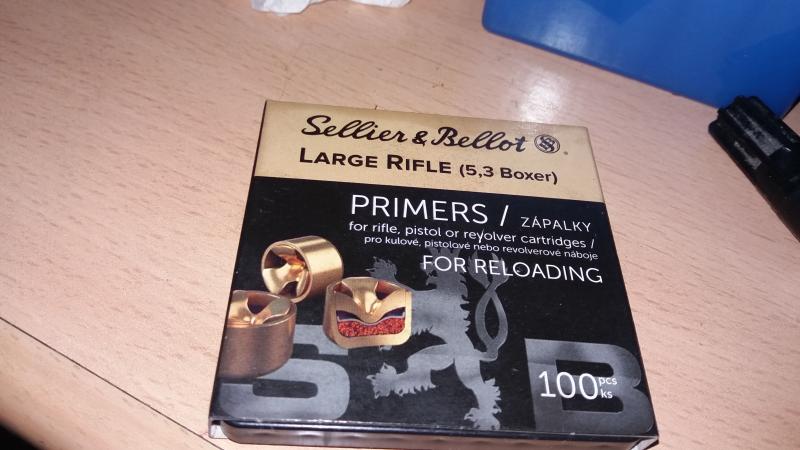 Sellier & Bellot
LARGE RIFLE (5,3 Boxer)
PRIMERS / ZÁPALKY
for rifle, pistol or revolver cartridges /
pro kulové, pistolové nebo revolverové náboje
FOR RELOADING
S B
100 pcs
ks